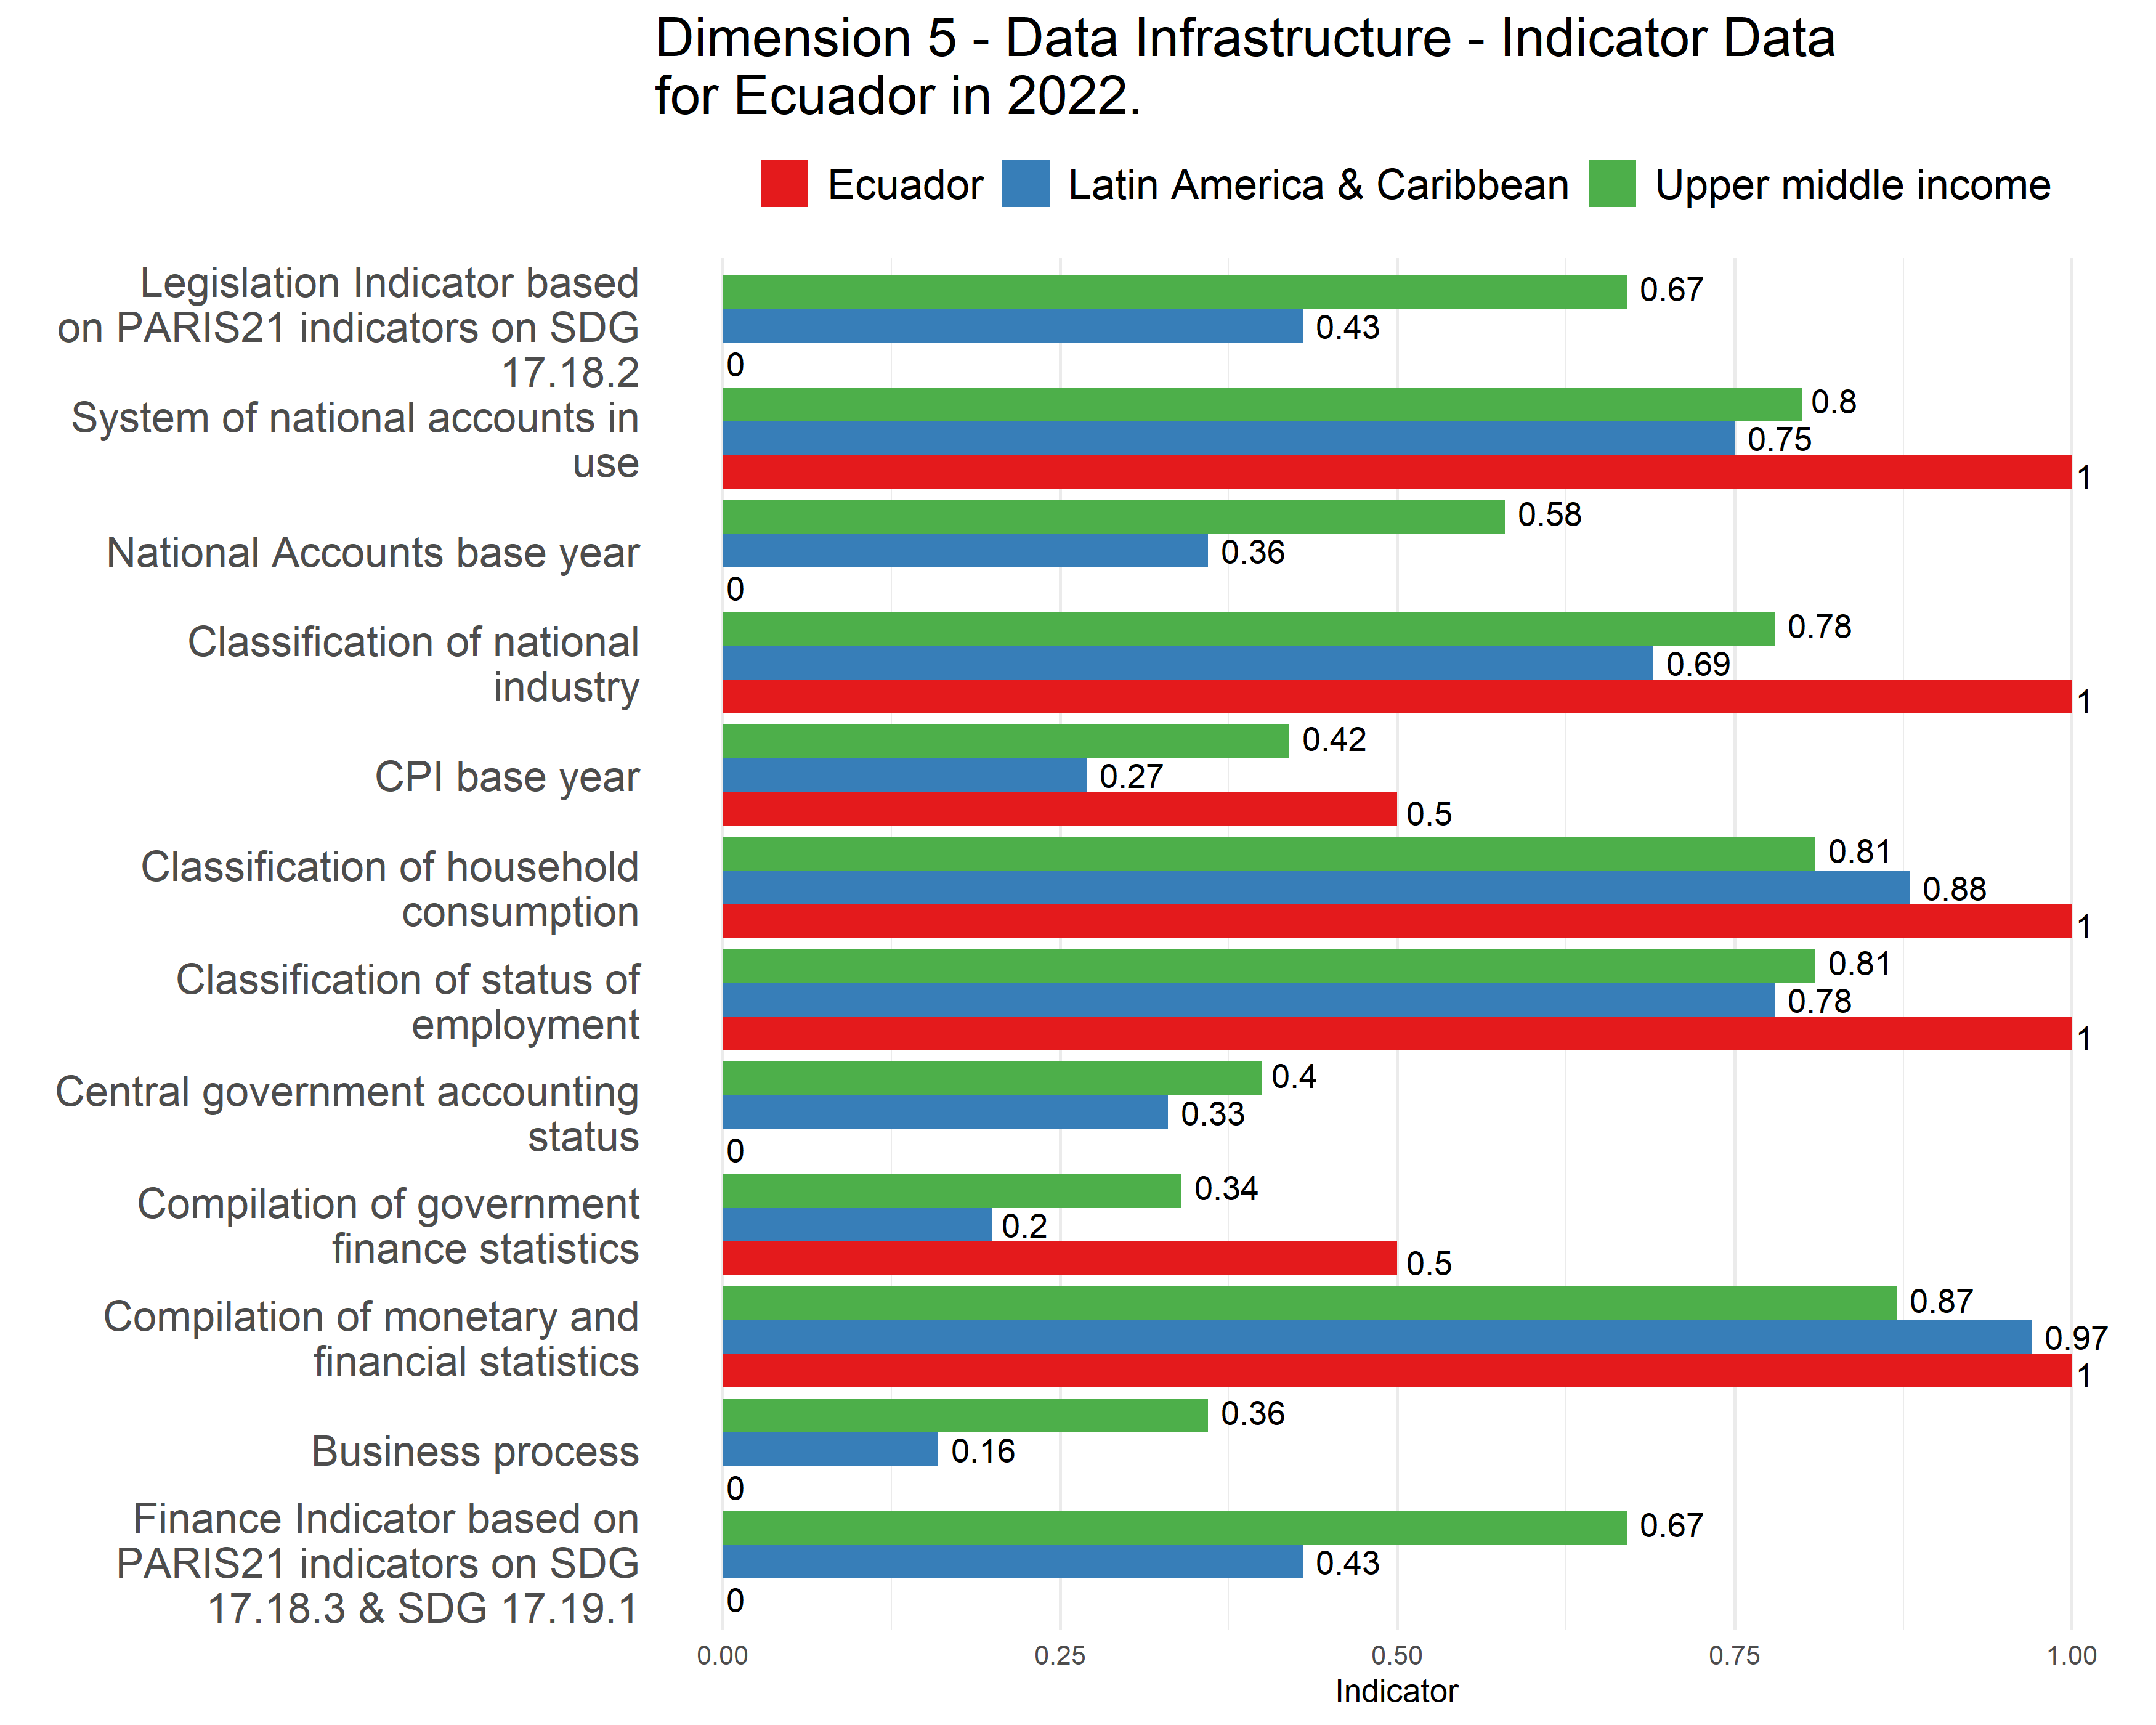 Dimension 5 - Data Infrastructure - Indicator Data
for Ecuador in 2022.
Ecuador
Latin America & Caribbean
Upper middle income
Legislation Indicator based
on PARIS21 indicators on SDG
17.18.2
0.67
0.43
0
System of national accounts in
use
0.8
0.75
1
National Accounts base year
0.58
0.36
0
Classification of national
industry
0.78
0.69
1
CPI base year
0.42
0.27
0.5
Classification of household
consumption
0.81
0.88
1
Classification of status of
employment
0.81
0.78
1
Central government accounting
status
0.4
0.33
0
Compilation of government
finance statistics
0.34
0.2
0.5
Compilation of monetary and
financial statistics
0.87
0.97
1
Business process
0.36
0.16
0
Finance Indicator based on
PARIS21 indicators on SDG
17.18.3 & SDG 17.19.1
0.67
0.43
0
0.00
0.25
0.50
0.75
1.00
Indicator